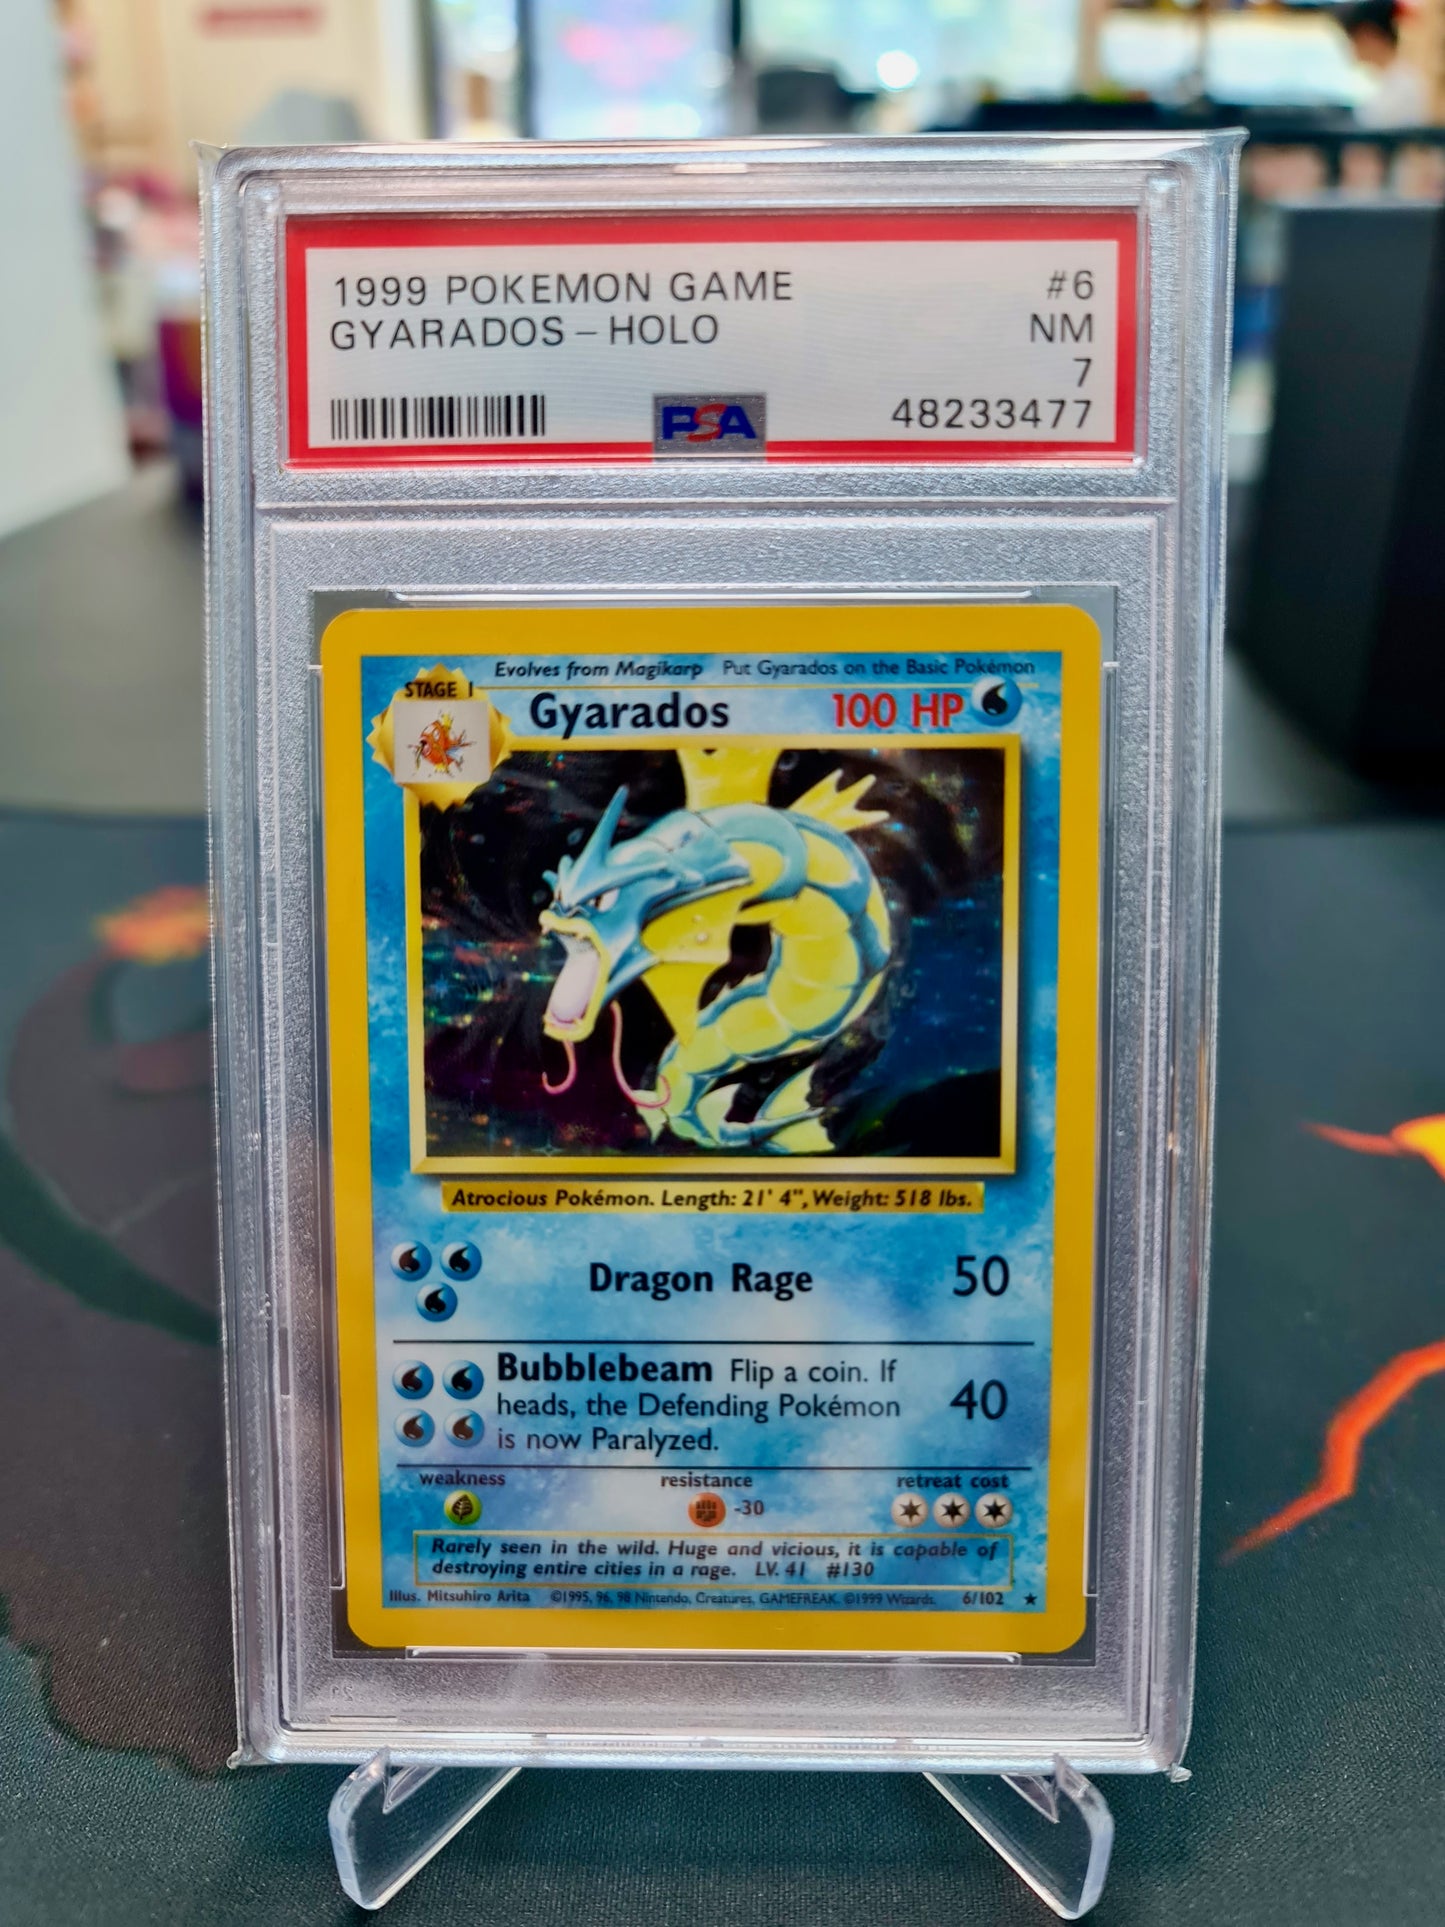 1999 POKEMON GAME #6
GYARADOS - HOLO NM
7
PSA 48233477
Evolves from Magikarp Put Gyarados on the Basic Pokémon
STAGE 1
Gyarados 100 HP
Atrocious Pokémon. Length: 21' 4", Weight: 518 lbs.
Dragon Rage 50
Bubblebeam Flip a coin. If
heads, the Defending Pokémon 40
is now Paralyzed.
weakness resistance retreat cost
-30
Rarely seen in the wild. Huge and vicious, it is capable of
destroying entire cities in a rage. LV. 41 #130
Illus. Mitsuhiro Arita ©1995, 96, 98 Nintendo, Creatures, GAMEFREAK. ©1999 Wizards. 6/102 ★